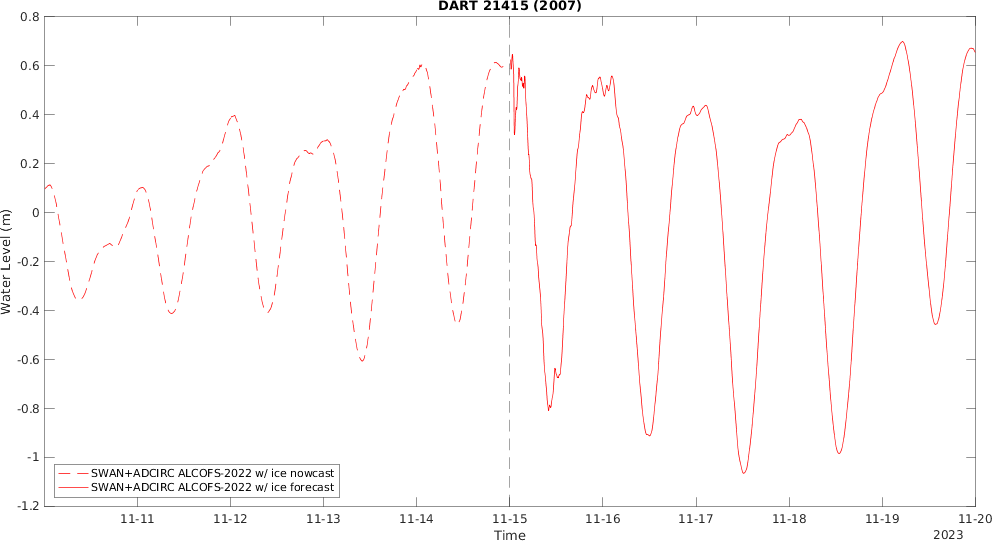 DART 21415 (2007)
0.8
0.6
0.4
0.2
0
-0.2
-0.4
-0.6
-0.8
-1
-1.2
Water Level (m)
SWAN+ADCIRC ALCOFS-2022 w/ ice nowcast
SWAN+ADCIRC ALCOFS-2022 w/ ice forecast
11-11 11-12 11-13 11-14 11-15 11-16 11-17 11-18 11-19 11-20
Time
2023